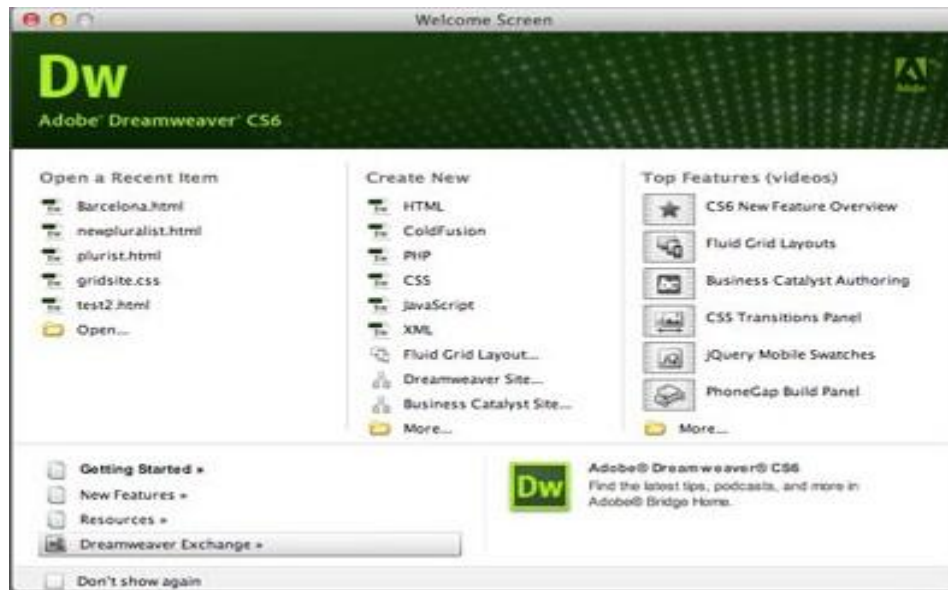 Welcome Screen
Dw
Adobe® Dreamweaver® CS6
Adobe
Open a Recent Item
Barcelona.html
newpluralist.html
plurist.html
gridsite.css
test2.html
Open...
Create New
HTML
ColdFusion
PHP
CSS
JavaScript
XML
Fluid Grid Layout...
Dreamweaver Site...
Business Catalyst Site...
More...
Top Features (videos)
CS6 New Feature Overview
Fluid Grid Layouts
Business Catalyst Authoring
CSS Transitions Panel
jQuery Mobile Swatches
PhoneGap Build Panel
More...
Getting Started »
New Features »
Resources »
Dreamweaver Exchange »
Dw
Adobe® Dreamweaver® CS6
Find the latest tips, podcasts, and more in
Adobe® Bridge Home.
Don't show again